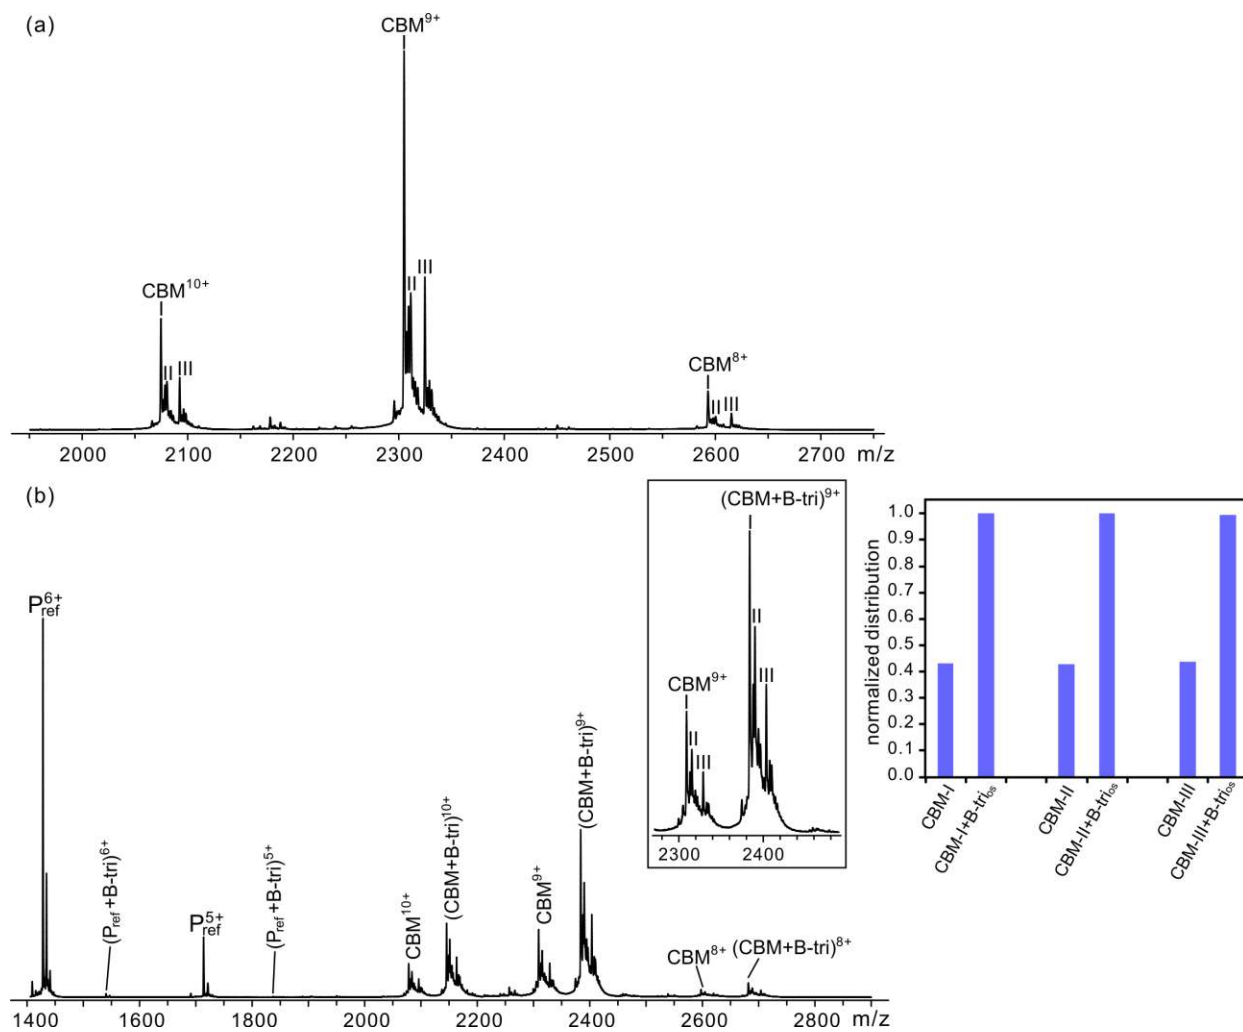 (a)
CBM9+
I
II
III
CBM10+
I
II
III
CBM8+
I
II
III
2000 2100 2200 2300 2400 2500 2600 2700 m/z
(b)
Pref6+
(Pref+B-tri)6+
Pref5+
(Pref+B-tri)5+
CBM10+
(CBM+B-tri)10+
CBM9+
(CBM+B-tri)9+
CBM8+
(CBM+B-tri)8+
1400 1600 1800 2000 2200 2400 2600 2800 m/z
(CBM+B-tri)9+
I
II
III
CBM9+
I
II
III
2300 2400
normalized distribution
1.0
0.9
0.8
0.7
0.6
0.5
0.4
0.3
0.2
0.1
0.0
CBM-I
CBM-I+B-trios
CBM-II
CBM-II+B-trios
CBM-III
CBM-III+B-trios